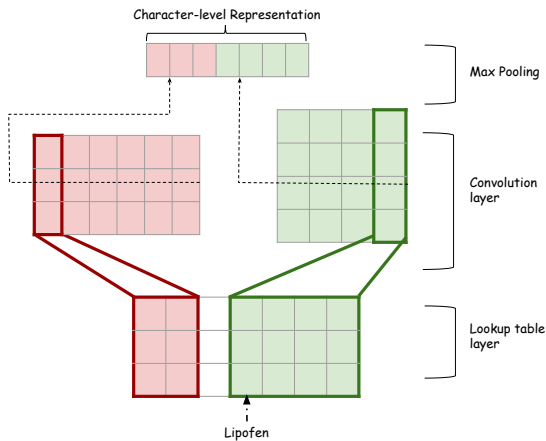 Character-level Representation
Max Pooling
Convolution
layer
Lookup table
layer
Lipofen